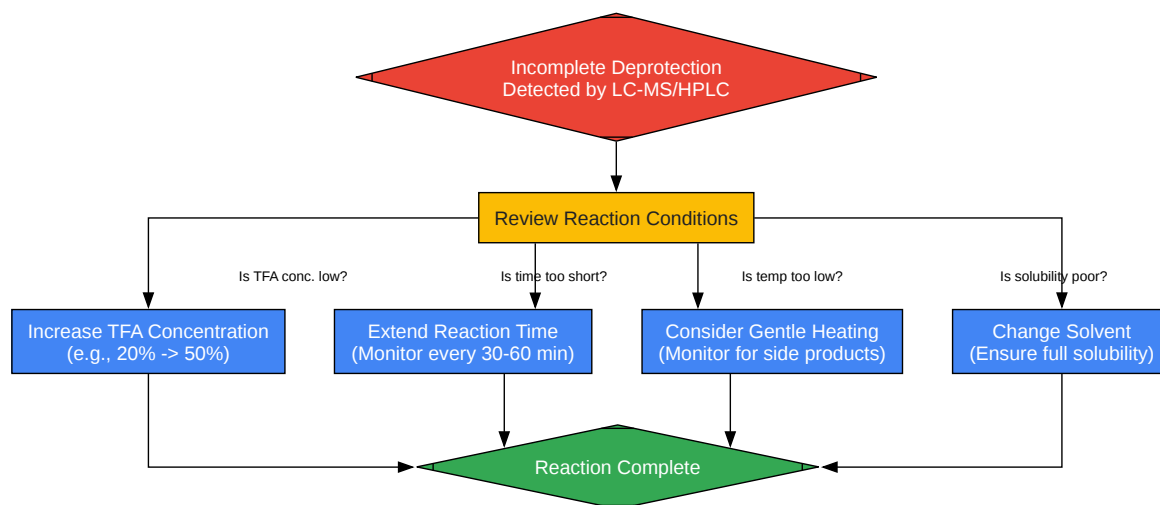 Incomplete Deprotection
Detected by LC-MS/HPLC
Review Reaction Conditions
Is TFA conc. low?
Is time too short?
Is temp too low?
Is solubility poor?
Increase TFA Concentration
(e.g., 20% -> 50%)
Extend Reaction Time
(Monitor every 30-60 min)
Consider Gentle Heating
(Monitor for side products)
Change Solvent
(Ensure full solubility)
Reaction Complete